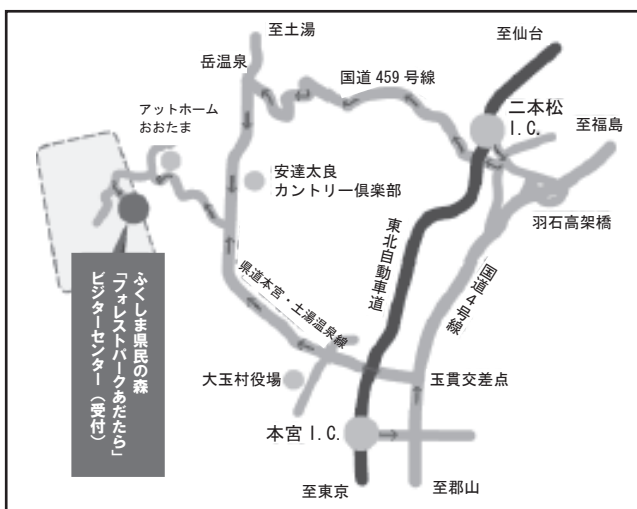 至土湯
至仙台
岳温泉
国道459号線
二本松
I.C.
至福島
アットホーム
おおたま
安達太良
カントリー倶楽部
羽石高架橋
東北自動車道
国道4号線
県道本宮・土湯温泉線
ふくしま県民の森
「フォレストパークあだたら」
ビジターセンター（受付）
大玉村役場
玉貫交差点
本宮I.C.
至東京
至郡山